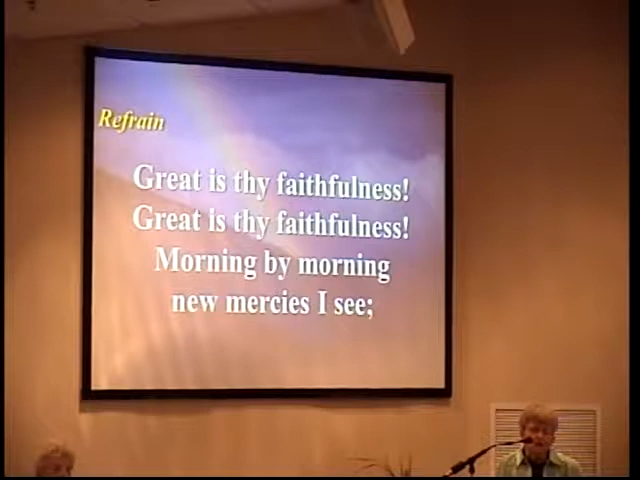 Refrain
Great is thy faithfulness!
Great is thy faithfulness!
Morning by morning
new mercies I see;